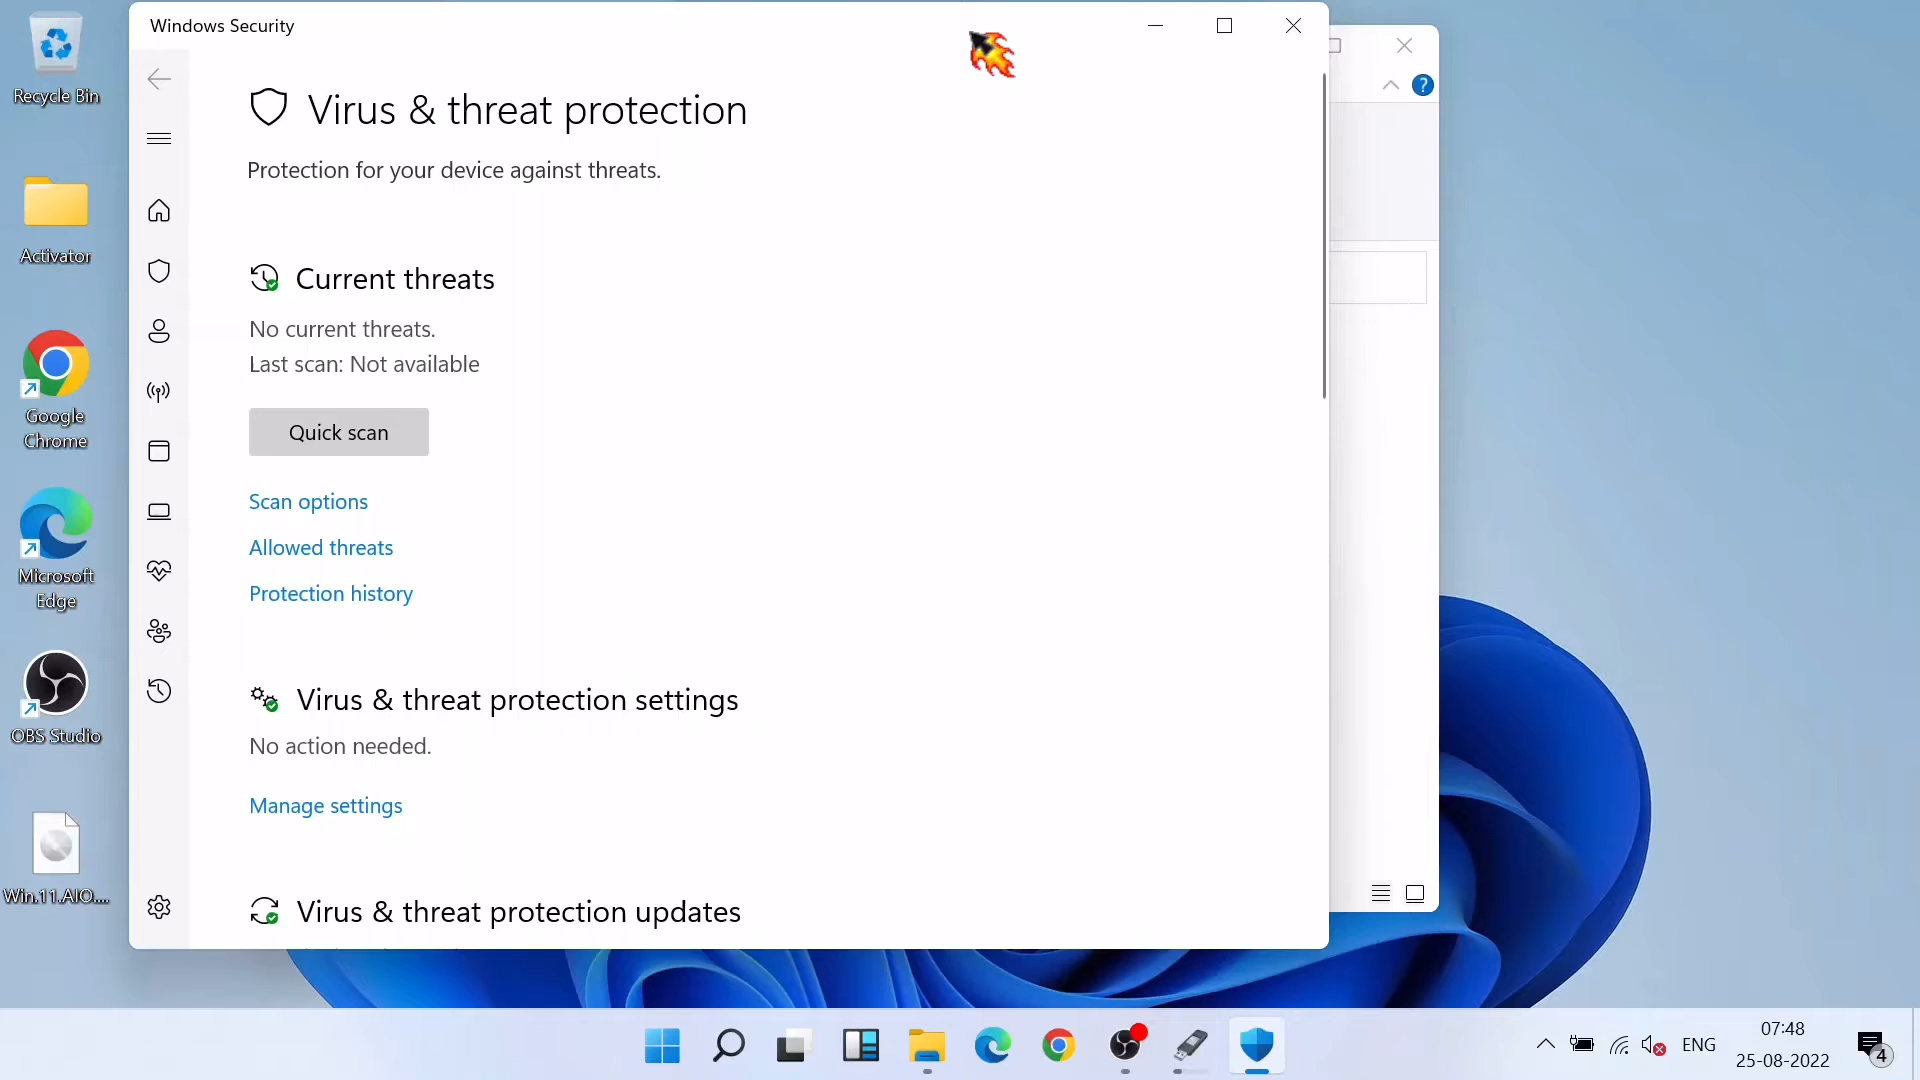 Windows Security
Recycle Bin
Activator
Google
Chrome
Microsoft
Edge
OBS Studio
Win.11.AIO....
Virus & threat protection
Protection for your device against threats.
Current threats
No current threats.
Last scan: Not available
Quick scan
Scan options
Allowed threats
Protection history
Virus & threat protection settings
No action needed.
Manage settings
Virus & threat protection updates
?
ENG
07:48
25-08-2022
4